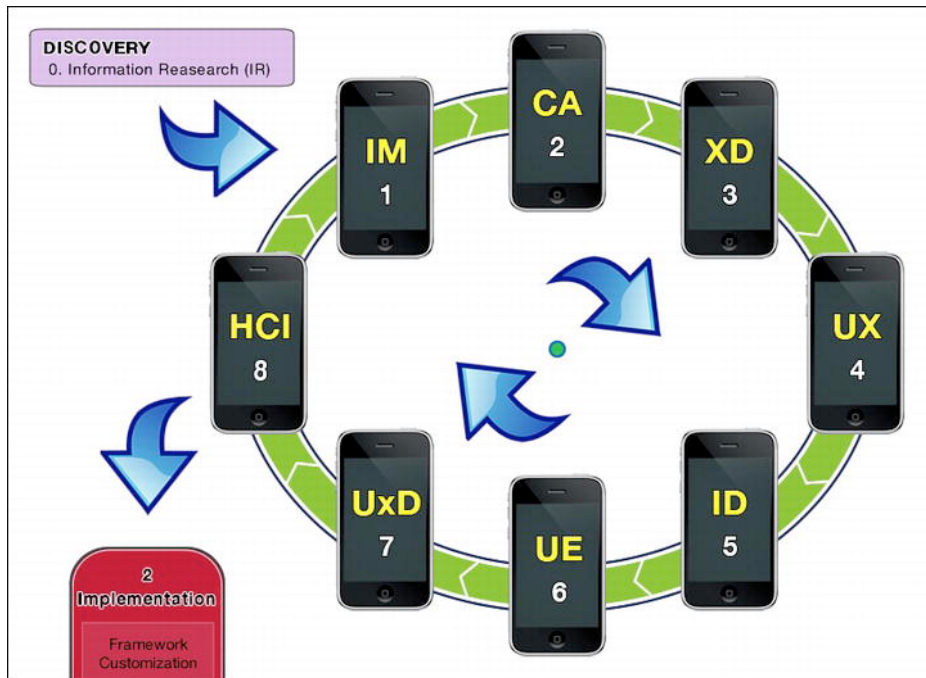 DISCOVERY
0. Information Reasearch (IR)
IM
1
CA
2
XD
3
UX
4
ID
5
UE
6
UxD
7
HCI
8
2
Implementation
Framework
Customization